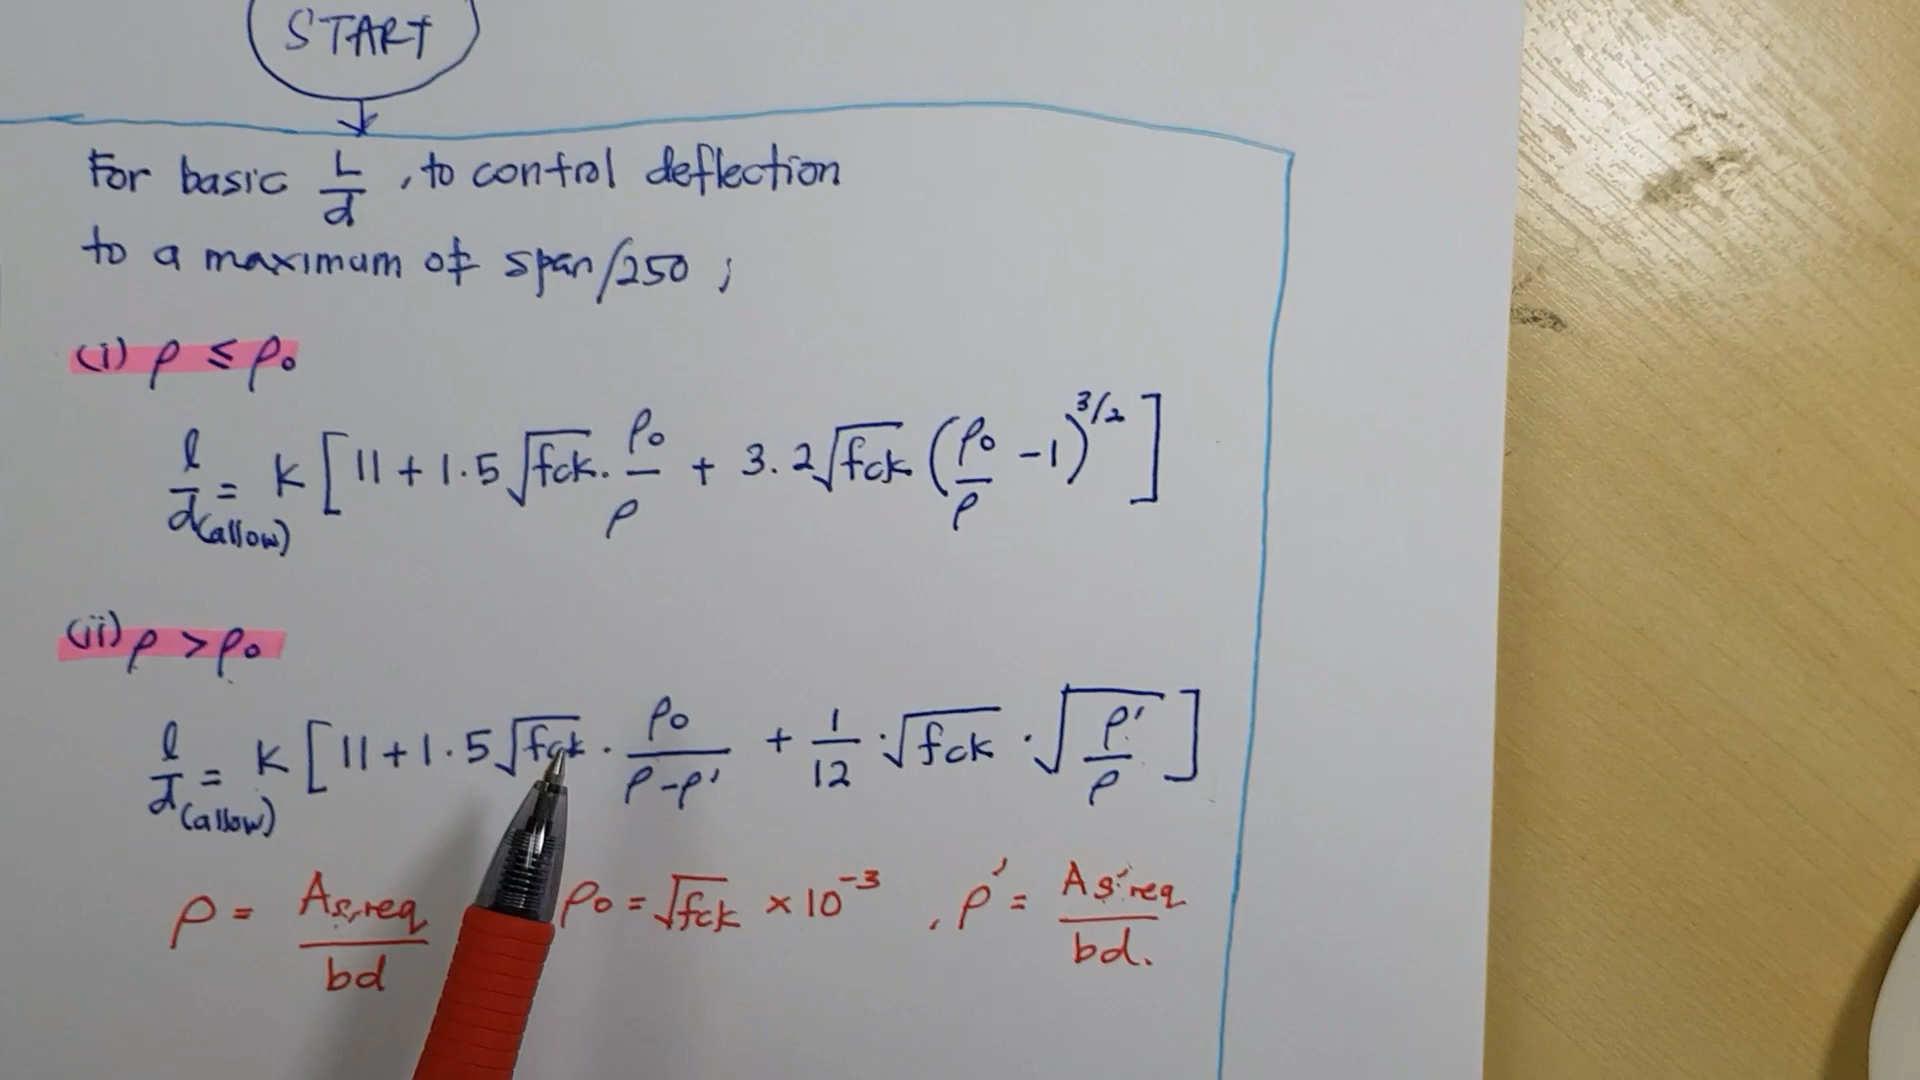 START
For basic L/d, to control deflection
to a maximum of span/250 ;
(i) ρ ≤ ρ₀
l/d (allow) = K [ 11 + 1.5 √fck · ρ₀/ρ + 3.2 √fck ( ρ₀/ρ - 1 )^3/2 ]
(ii) ρ > ρ₀
l/d (allow) = K [ 11 + 1.5 √fck · ρ₀/(ρ - ρ') + 1/12 · √fck · √(ρ'/ρ) ]
ρ = As,req/bd ρ₀ = √fck × 10^-3 , ρ' = As'req/bd.